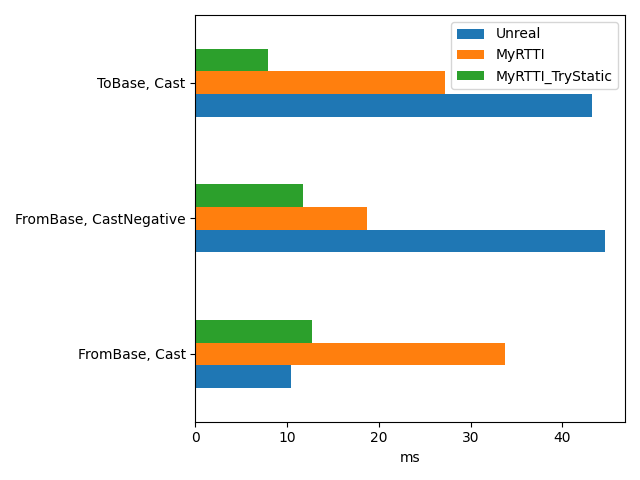 Unreal
MyRTTI
MyRTTI_TryStatic
ToBase, Cast
FromBase, CastNegative
FromBase, Cast
0 10 20 30 40
ms